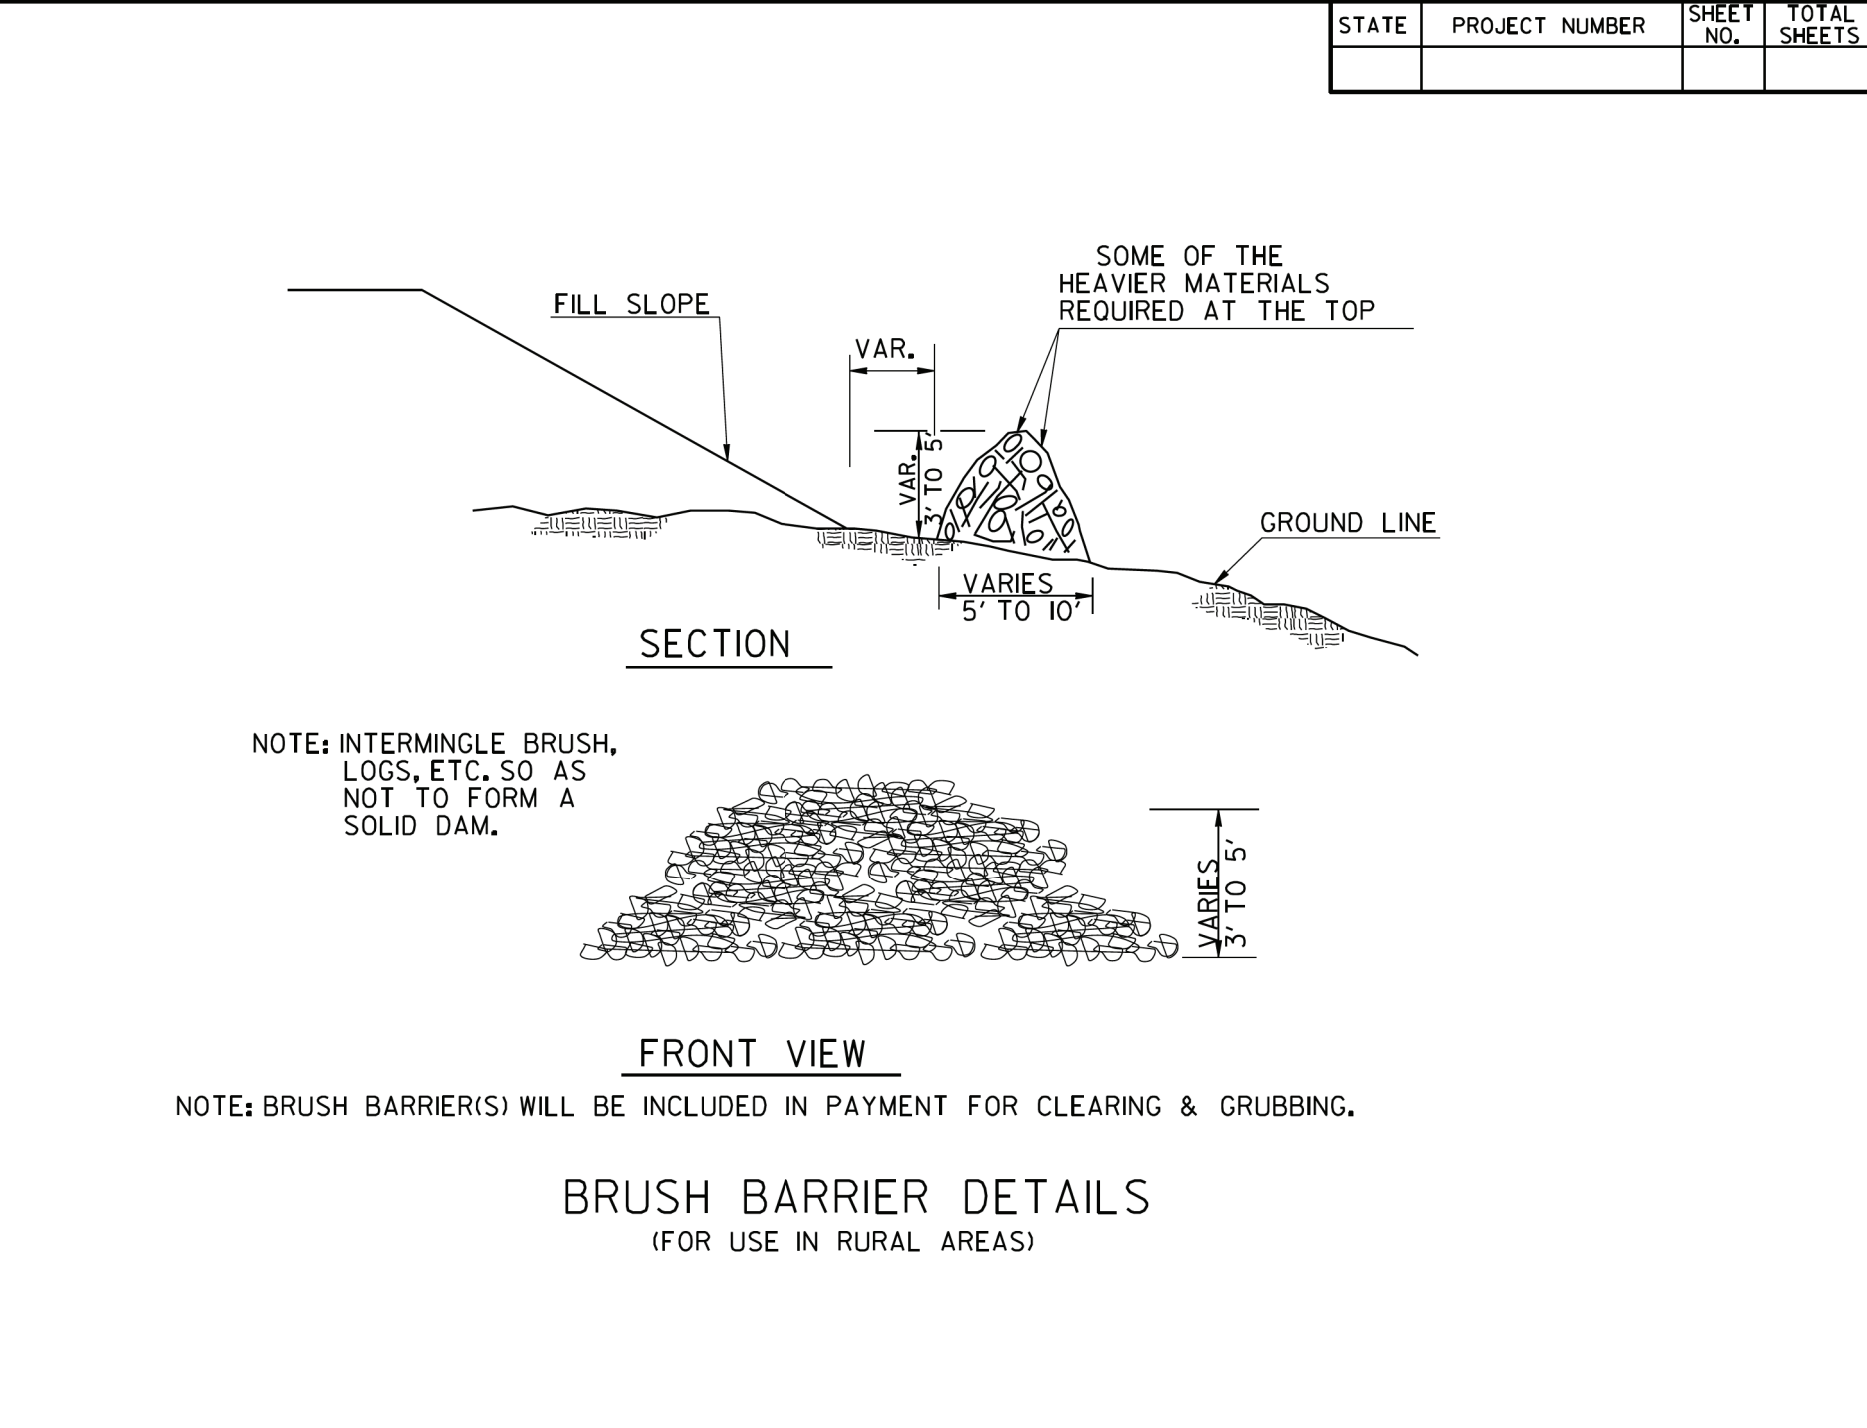 STATE
PROJECT NUMBER
SHEET
NO.
TOTAL
SHEETS
SOME OF THE
HEAVIER MATERIALS
REQUIRED AT THE TOP
FILL SLOPE
VAR.
VAR.
3' TO 5'
GROUND LINE
VARIES
5' TO 10'
SECTION
NOTE: INTERMINGLE BRUSH,
LOGS, ETC. SO AS
NOT TO FORM A
SOLID DAM.
VARIES
3' TO 5'
FRONT VIEW
NOTE: BRUSH BARRIER(S) WILL BE INCLUDED IN PAYMENT FOR CLEARING & GRUBBING.
BRUSH BARRIER DETAILS
(FOR USE IN RURAL AREAS)